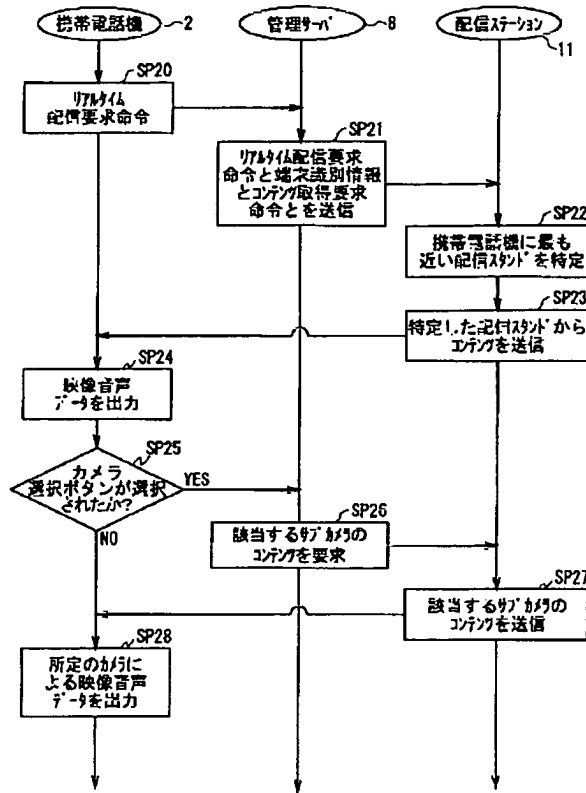 携帯電話機
2
管理サーバ
8
配信ステーション
11
SP20
リアルタイム
配信要求命令
SP21
リアルタイム配信要求
命令と端末識別情報
とコンテンツ取得要求
命令とを送信
SP22
携帯電話機に最も
近い配信スタンドを特定
SP23
特定した配信スタンドから
コンテンツを送信
SP24
映像音声
データを出力
SP25
カメラ
選択ボタンが選択
されたか?
YES
NO
SP26
該当するサブカメラの
コンテンツを要求
SP27
該当するサブカメラの
コンテンツを送信
SP28
所定のカメラに
よる映像音声
データを出力